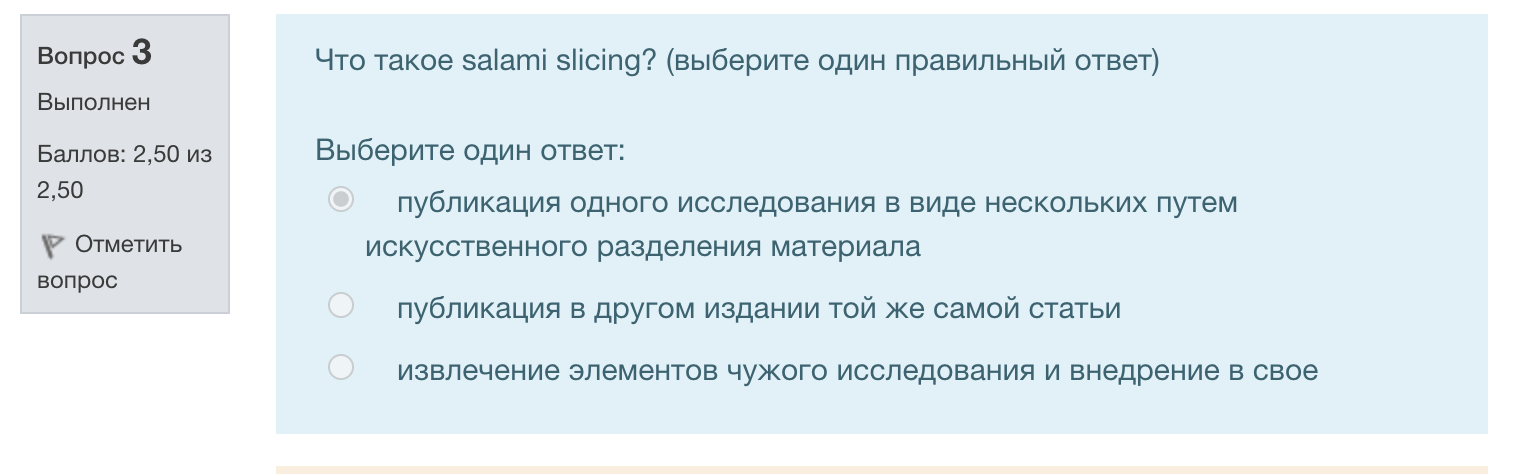 Вопрос 3
Выполнен
Баллов: 2,50 из
2,50
Отметить
вопрос
Что такое salami slicing? (выберите один правильный ответ)
Выберите один ответ:
публикация одного исследования в виде нескольких путем
искусственного разделения материала
публикация в другом издании той же самой статьи
извлечение элементов чужого исследования и внедрение в свое